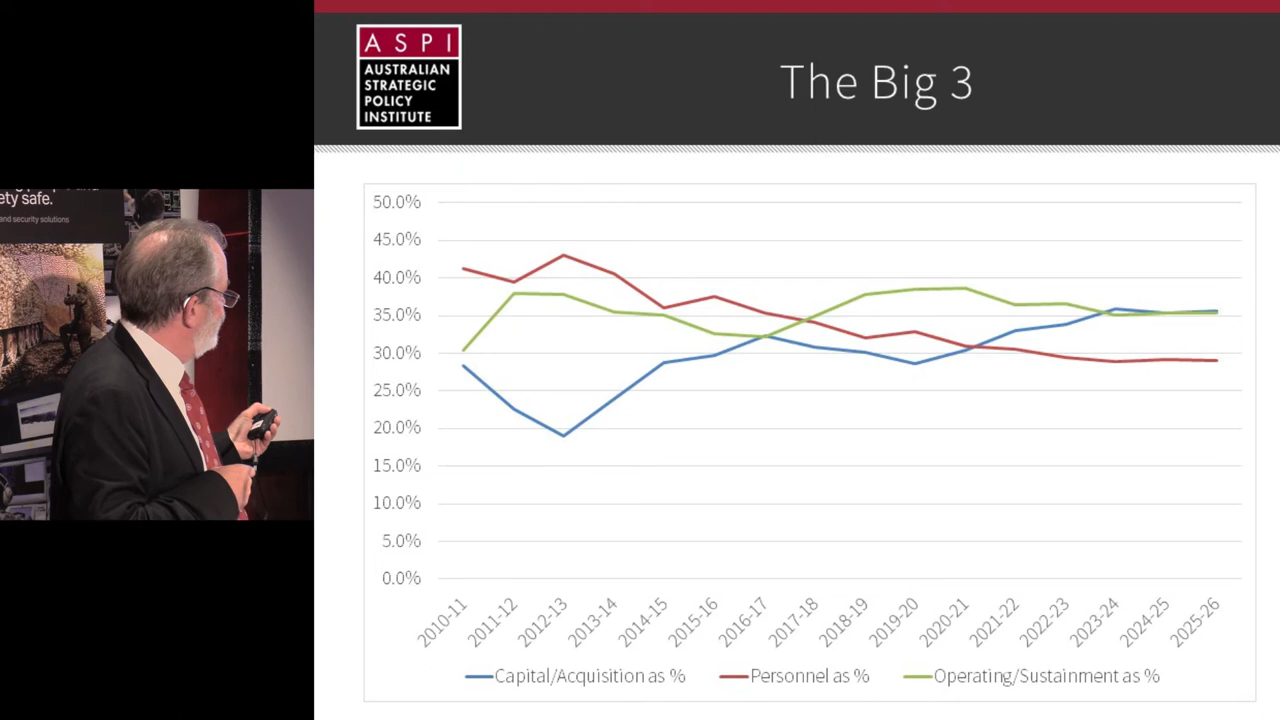 ety safe.
and security solutions
ASPI
AUSTRALIAN
STRATEGIC
POLICY
INSTITUTE
The Big 3
50.0%
45.0%
40.0%
35.0%
30.0%
25.0%
20.0%
15.0%
10.0%
5.0%
0.0%
2010-11
2011-12
2012-13
2013-14
2014-15
2015-16
2016-17
2017-18
2018-19
2019-20
2020-21
2021-22
2022-23
2023-24
2024-25
2025-26
Capital/Acquisition as %
Personnel as %
Operating/Sustainment as %